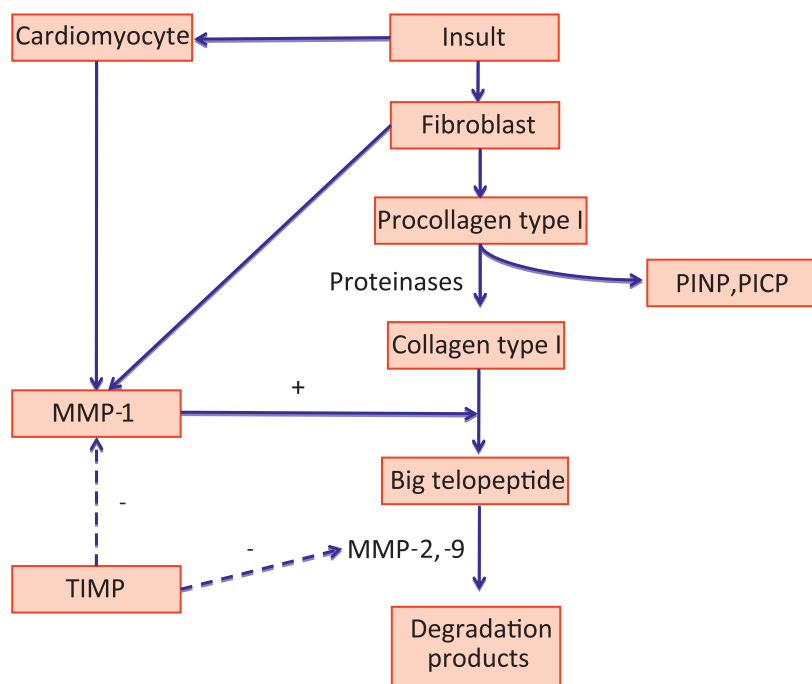 Cardiomyocyte
Insult
Fibroblast
Procollagen type I
Proteinases
PINP,PICP
Collagen type I
+
MMP-1
Big telopeptide
-
-
MMP-2, -9
TIMP
Degradation
products